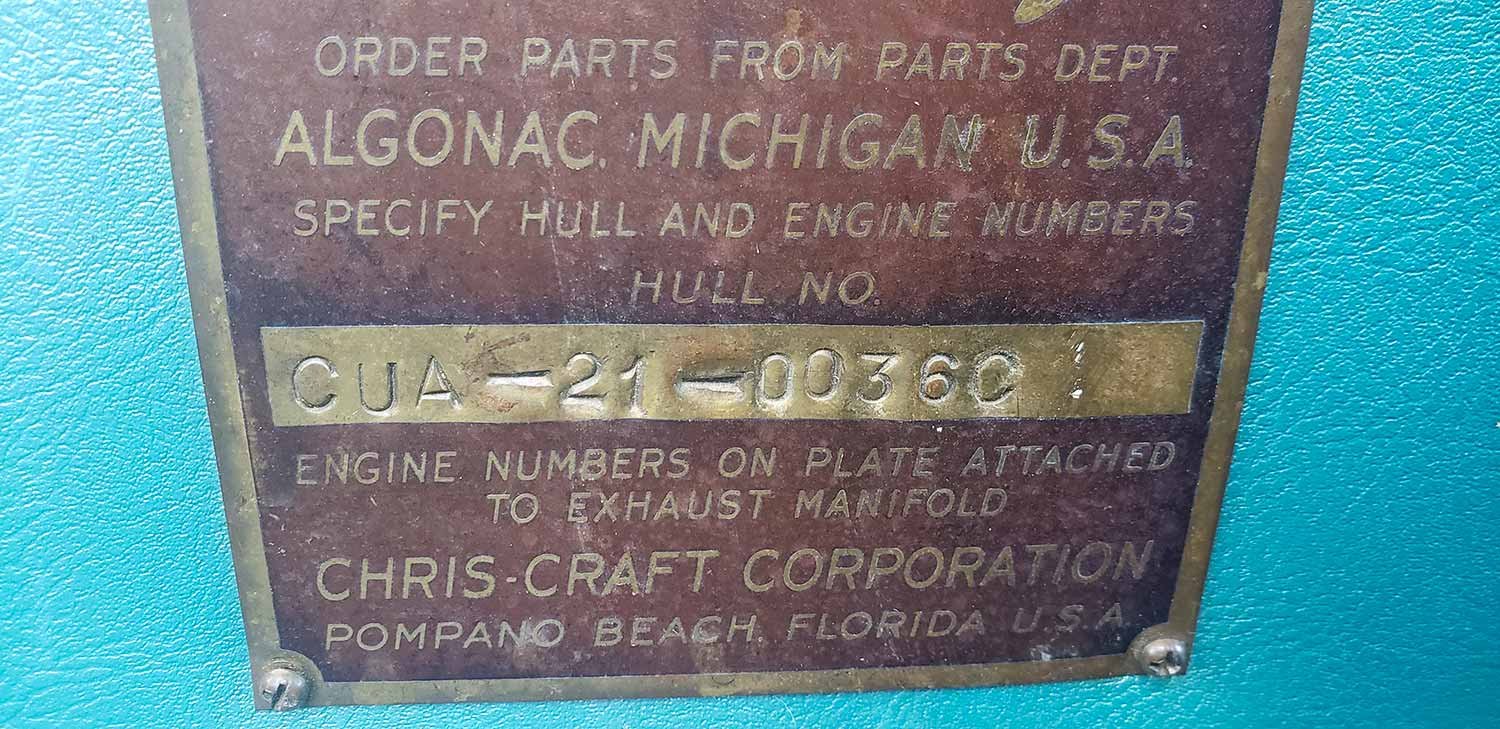 ORDER PARTS FROM PARTS DEPT.
ALGONAC, MICHIGAN U.S.A.
SPECIFY HULL AND ENGINE NUMBERS
HULL NO.
CUA-21-0036C
ENGINE NUMBERS ON PLATE ATTACHED
TO EXHAUST MANIFOLD
CHRIS-CRAFT CORPORATION
POMPANO BEACH, FLORIDA U.S.A.